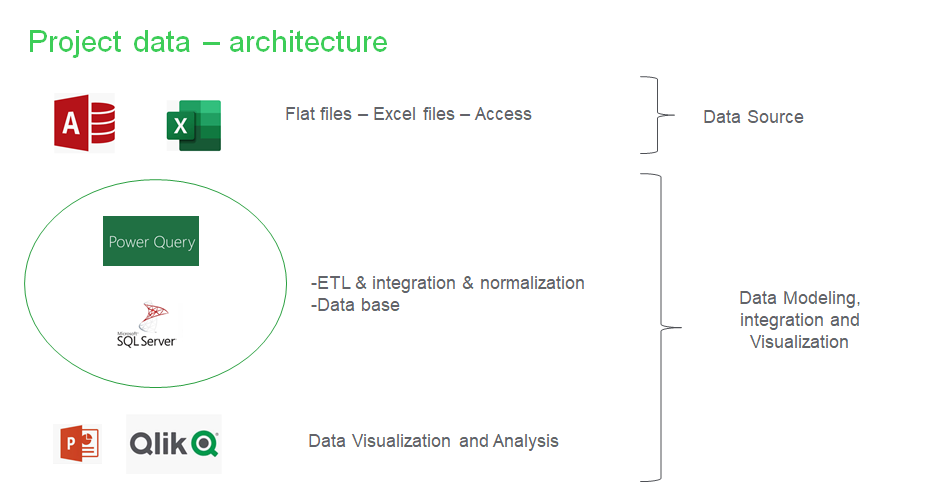 Project data – architecture
A
X
Flat files – Excel files – Access
Data Source
Power Query
-ETL & integration & normalization
-Data base
Microsoft
SQL Server
Data Modeling,
integration and
Visualization
P
Qlik
Data Visualization and Analysis